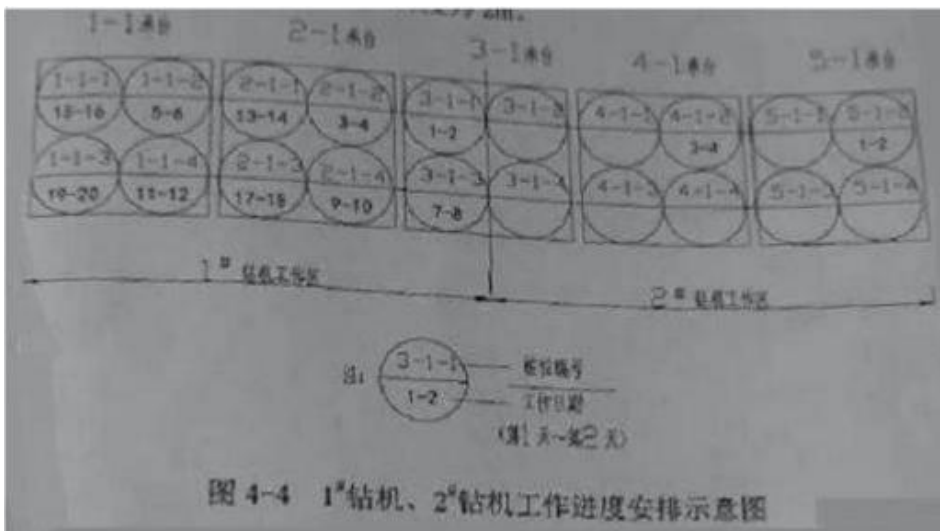 1-1承台 2-1承台 3-1承台 4-1承台 5-1承台
1-1-1 1-1-2 2-1-1 2-1-2 3-1-1 3-1-2 4-1-1 4-1-2 5-1-1 5-1-2
15-16 5-6 13-14 3-4 1-2 3-4 1-2
1-1-3 1-1-4 2-1-3 2-1-4 3-1-3 3-1-4 4-1-3 4-1-4 5-1-3 5-1-4
19-20 11-12 17-18 9-10 7-8
1# 钻机工作区 2# 钻机工作区
注: 3-1-1 桩位编号
1-2 工作日期
(第1天~第2天)
图 4-4 1#钻机、2#钻机工作进度安排示意图